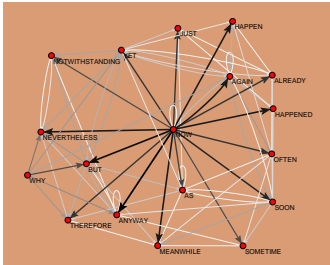 HAPPEN
JUST
YET
NOTWITHSTANDING
ALREADY
AGAIN
HAPPENED
NEVERTHELESS
OFTEN
BUT
WHY
AS
SOON
ANYWAY
THEREFORE
MEANWHILE
SOMETIME